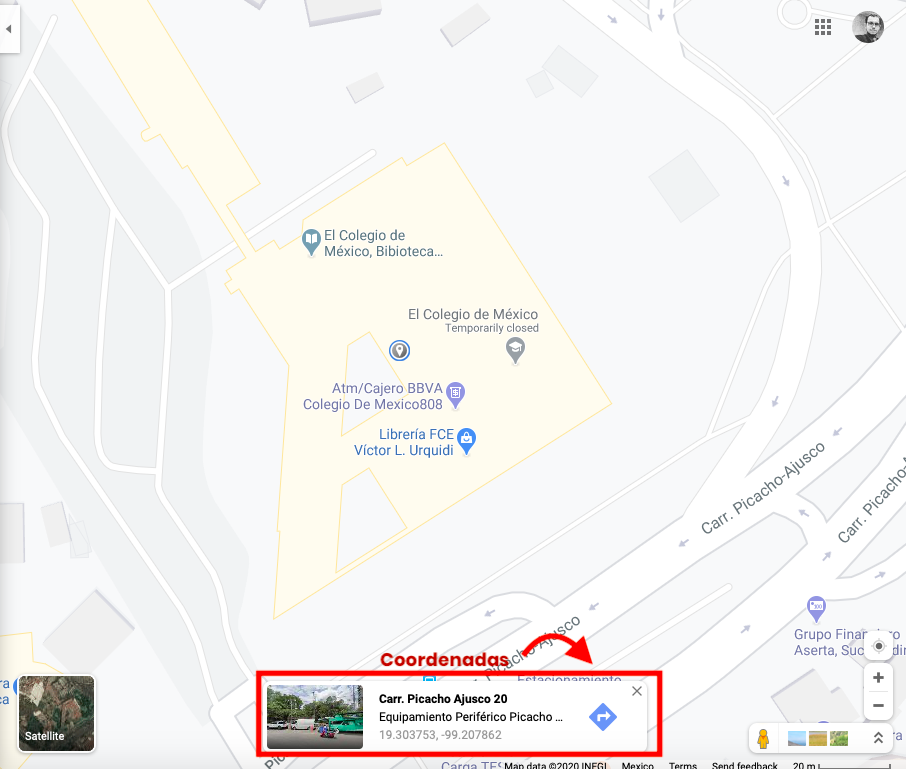 El Colegio de
México, Bibioteca...
El Colegio de México
Temporarily closed
Atm/Cajero BBVA
Colegio De Mexico808
Librería FCE
Víctor L. Urquidi
Carr. Picacho-Ajusco
Carr. Picacho-
Grupo Financiero
Aserta, Suc
Coordenadas
Picacho-Ajusco
Estacionamiento
Carr. Picacho Ajusco 20
Equipamiento Periférico Picacho ...
19.303753, -99.207862
Satellite
Carga
Map data ©2020 INEGI
Mexico
Terms
Send feedback
20 m